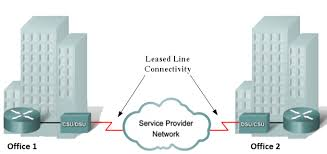 Leased Line
Connectivity
CSU/DSU
Service Provider
Network
DSU/CSU
Office 1
Office 2